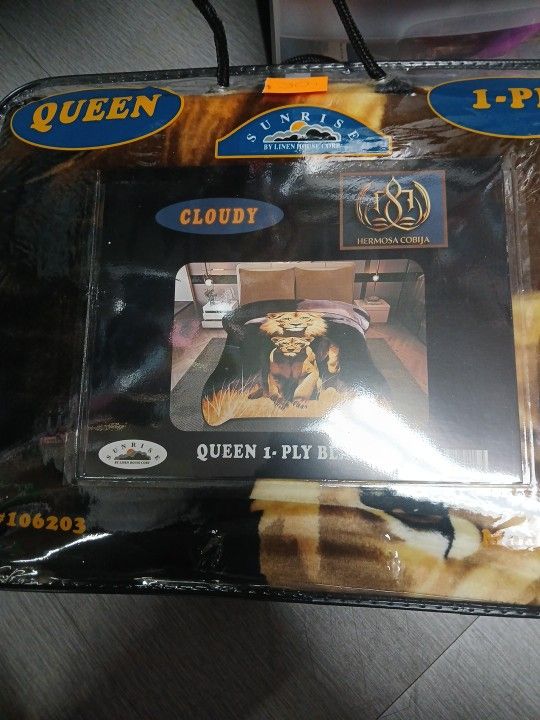 QUEEN
SUNRISE
BY LINEN HOUSE CORP
1-P
CLOUDY
HERMOSA COBIJA
SUNRISE
BY LINEN HOUSE CORP
QUEEN 1- PLY BL
#106203